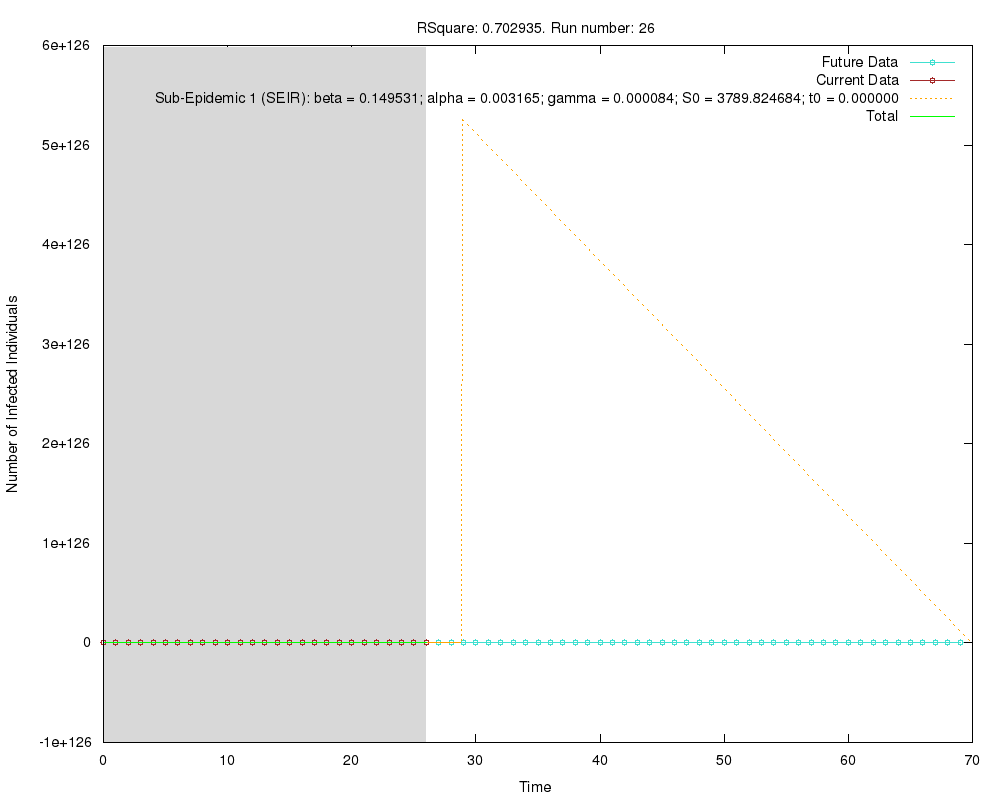 RSquare: 0.702935. Run number: 26
6e+126
5e+126
4e+126
3e+126
2e+126
1e+126
0
-1e+126
Number of Infected Individuals
Future Data
Current Data
Sub-Epidemic 1 (SEIR): beta = 0.149531; alpha = 0.003165; gamma = 0.000084; S0 = 3789.824684; t0 = 0.000000
Total
0 10 20 30 40 50 60 70
Time